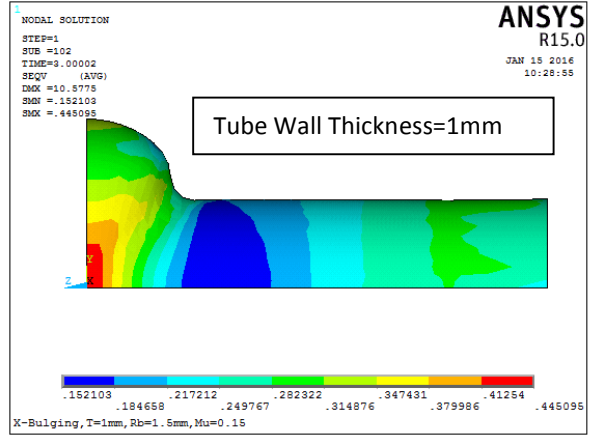 1
NODAL SOLUTION
STEP=1
SUB =102
TIME=3.00002
SEQV (AVG)
DMX =10.5775
SMN =.152103
SMX =.445095
ANSYS
R15.0
JAN 15 2016
10:28:55
Tube Wall Thickness=1mm
Y
Z X
.152103 .217212 .282322 .347431 .41254
.184658 .249767 .314876 .379986 .445095
X-Bulging,T=1mm,Rb=1.5mm,Mu=0.15